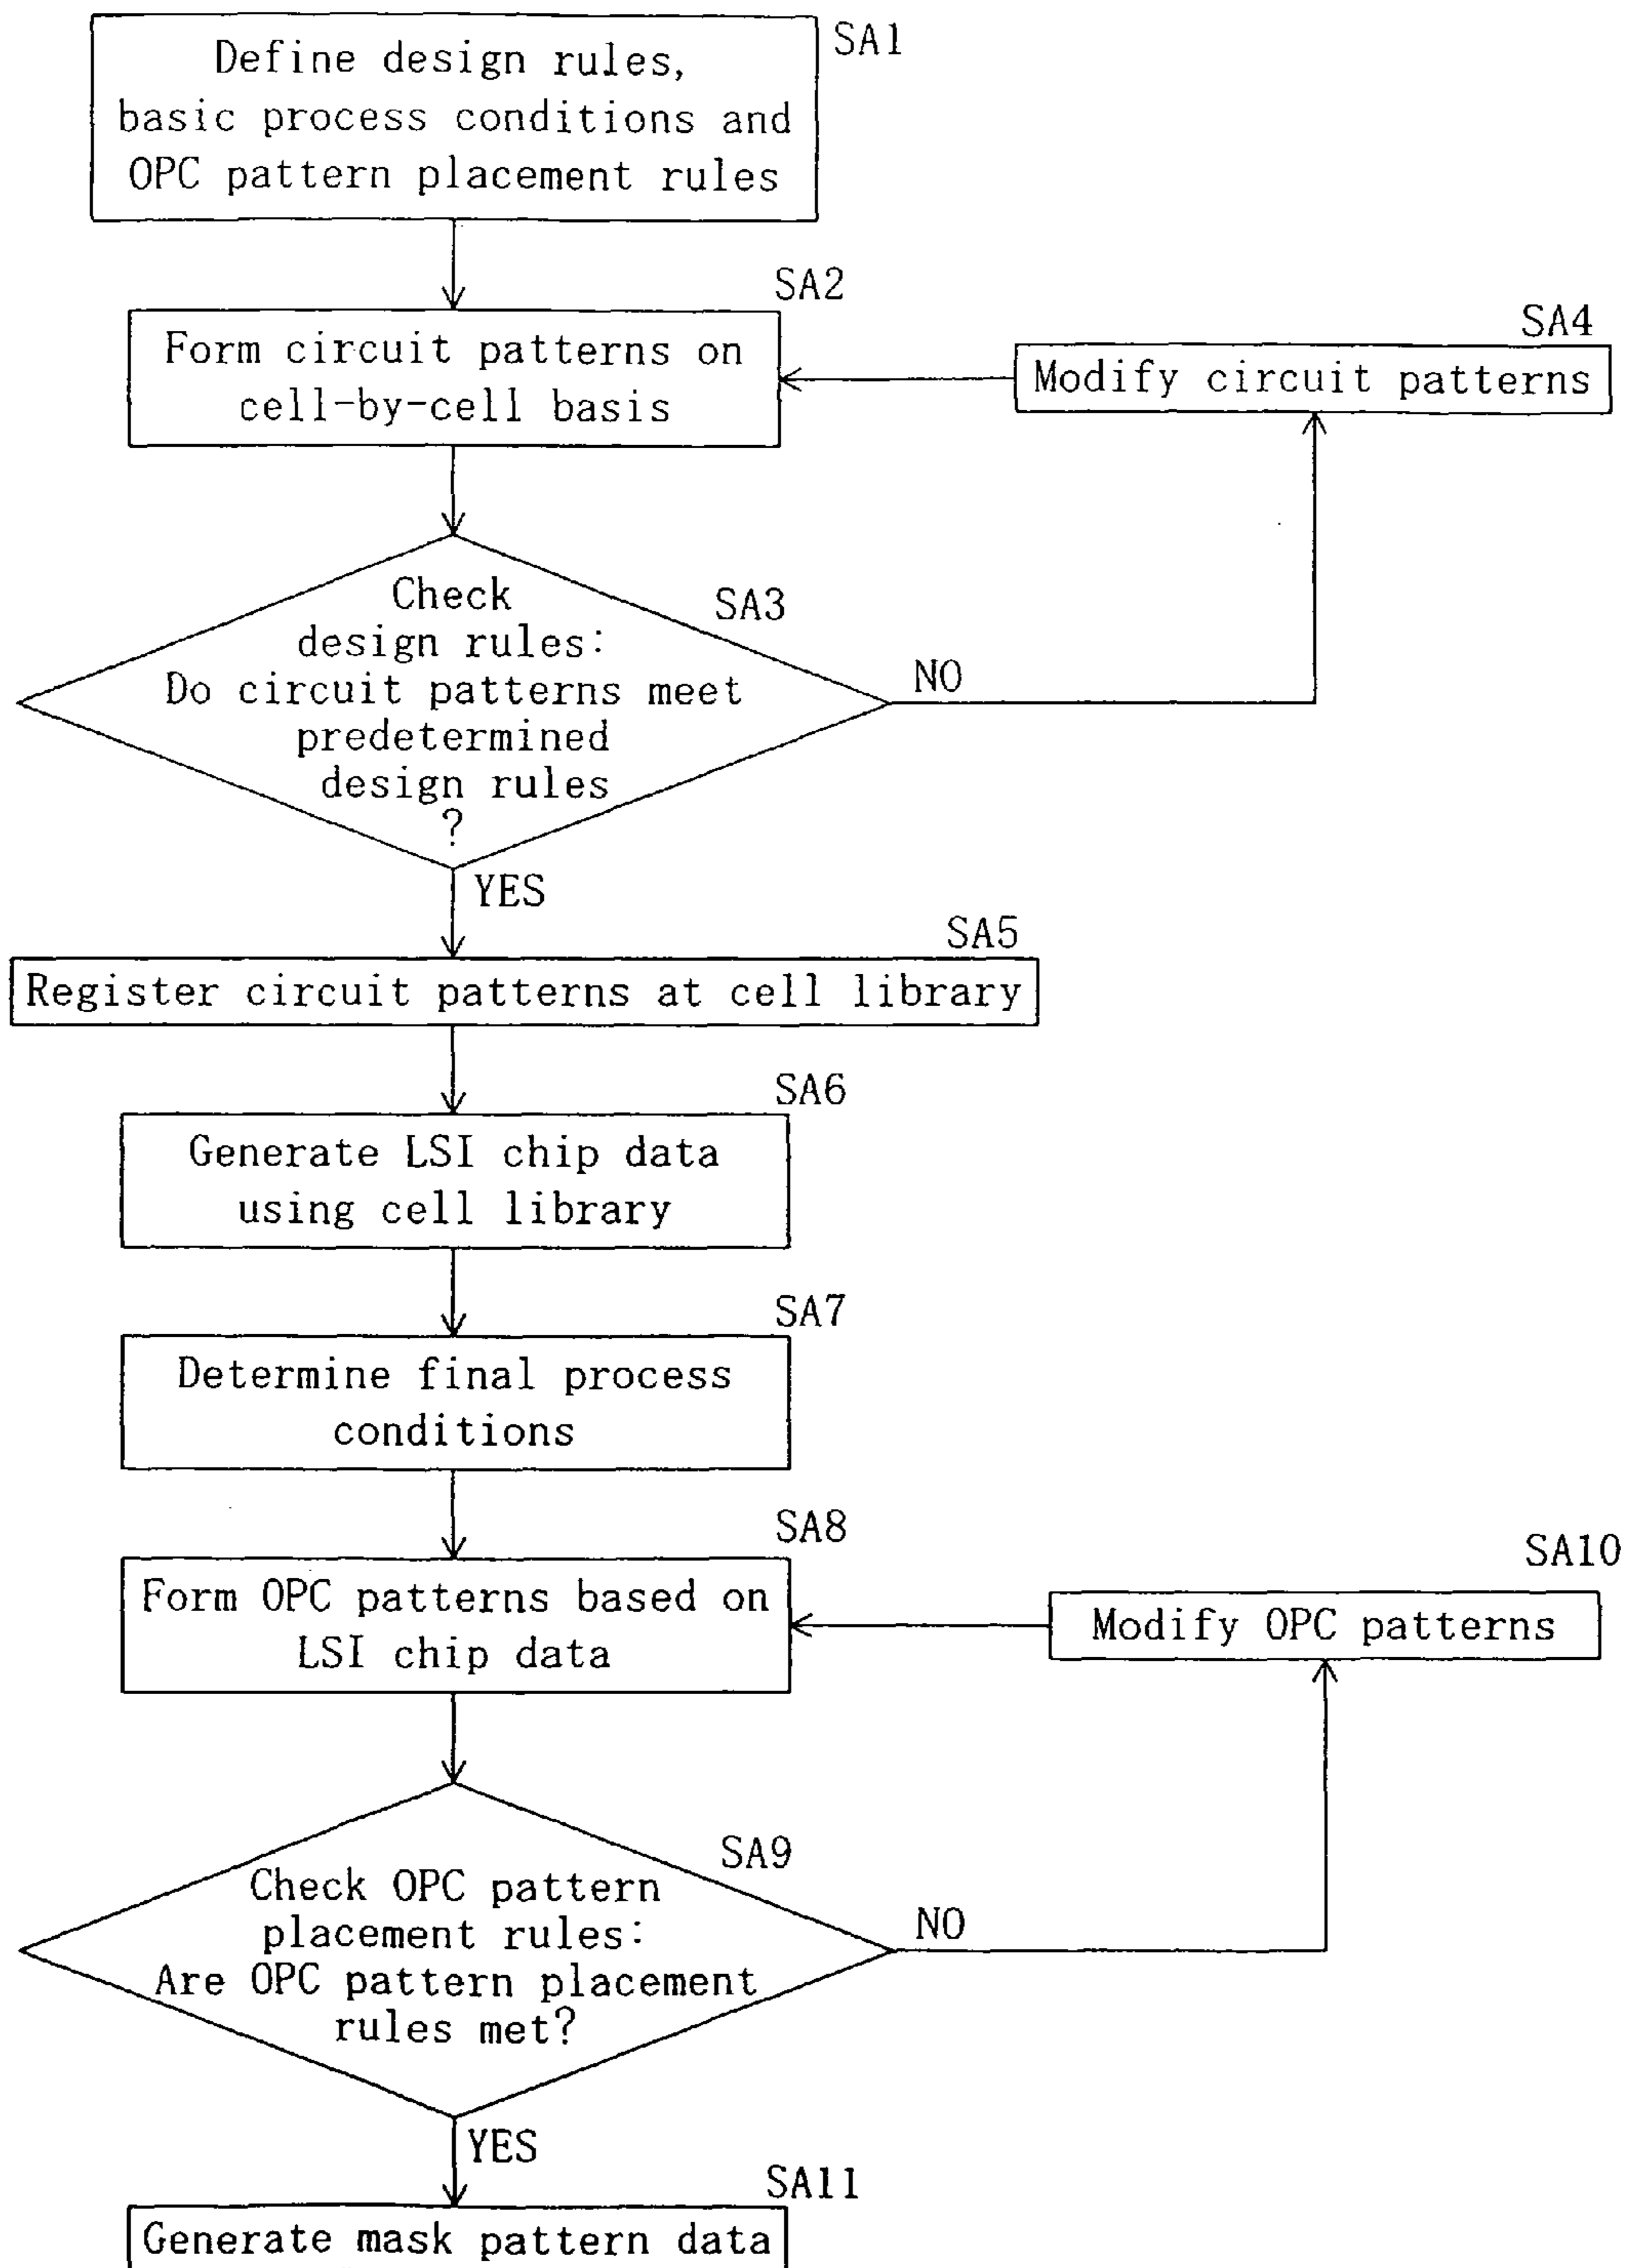 Define design rules,
basic process conditions and
OPC pattern placement rules
SA1
SA2
Form circuit patterns on
cell-by-cell basis
SA4
Modify circuit patterns
SA3
Check
design rules:
Do circuit patterns meet
predetermined
design rules
?
NO
YES
SA5
Register circuit patterns at cell library
SA6
Generate LSI chip data
using cell library
SA7
Determine final process
conditions
SA8
Form OPC patterns based on
LSI chip data
SA10
Modify OPC patterns
SA9
Check OPC pattern
placement rules:
Are OPC pattern placement
rules met?
NO
YES
SA11
Generate mask pattern data